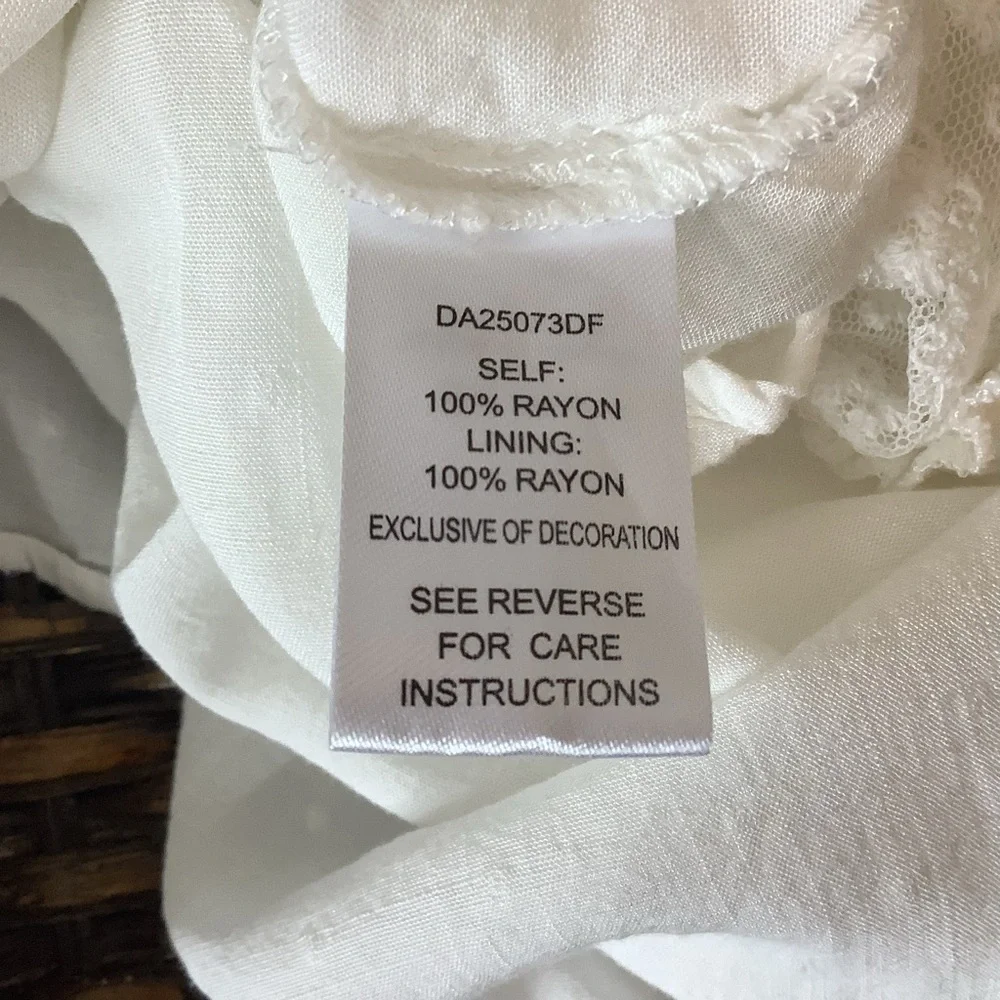 DA25073DF
SELF:
100% RAYON
LINING:
100% RAYON
EXCLUSIVE OF DECORATION
SEE REVERSE
FOR CARE
INSTRUCTIONS